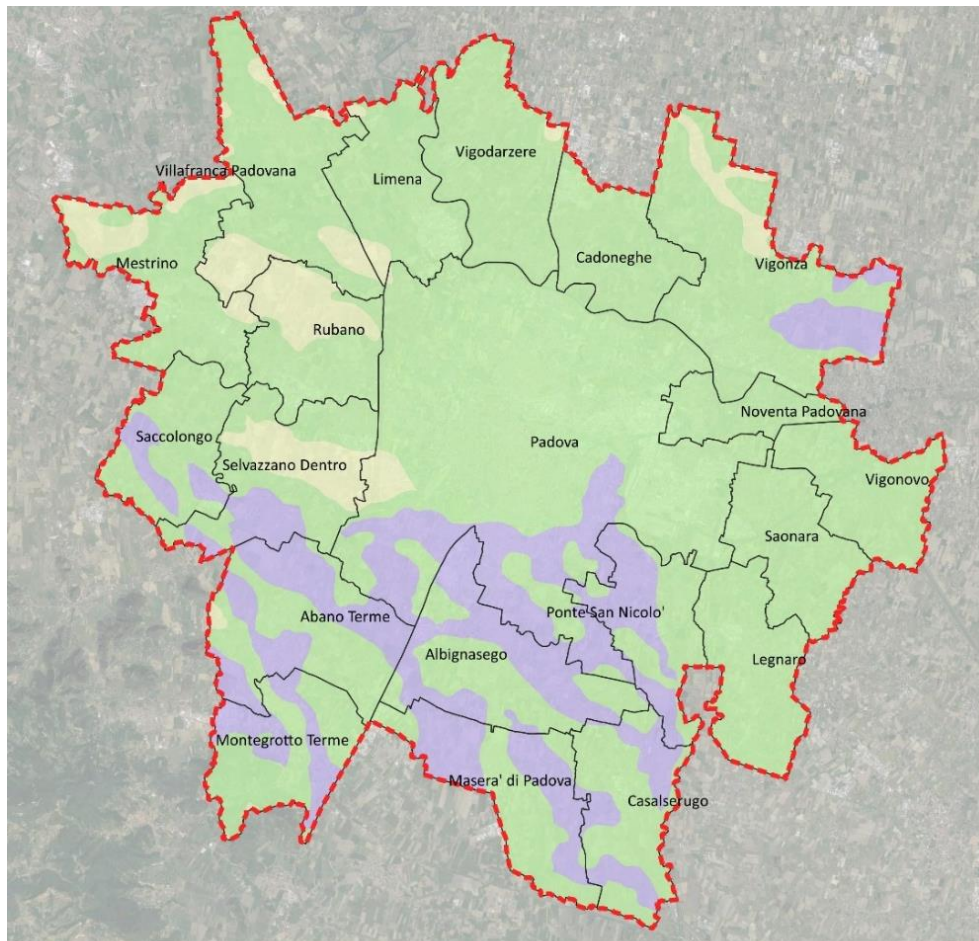 Vigodarzere
Villafranca Padovana
Limena
Cadoneghe
Mestrino
Vigonza
Rubano
Noventa Padovana
Saccolongo
Padova
Selvazzano Dentro
Vigonovo
Saonara
Abano Terme
Ponte San Nicolo'
Albignasego
Legnaro
Montegrotto Terme
Masera' di Padova
Casalserugo